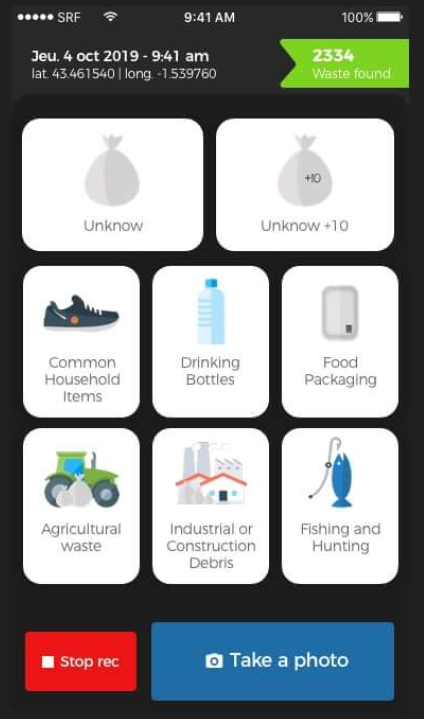 SRF 9:41 AM 100%
Jeu. 4 oct 2019 - 9:41 am
lat. 43.461540 | long. -1.539760
2334
Waste found
+10
Unknow
Unknow +10
Common
Household
Items
Drinking
Bottles
Food
Packaging
Agricultural
waste
Industrial or
Construction
Debris
Fishing and
Hunting
Stop rec
Take a photo